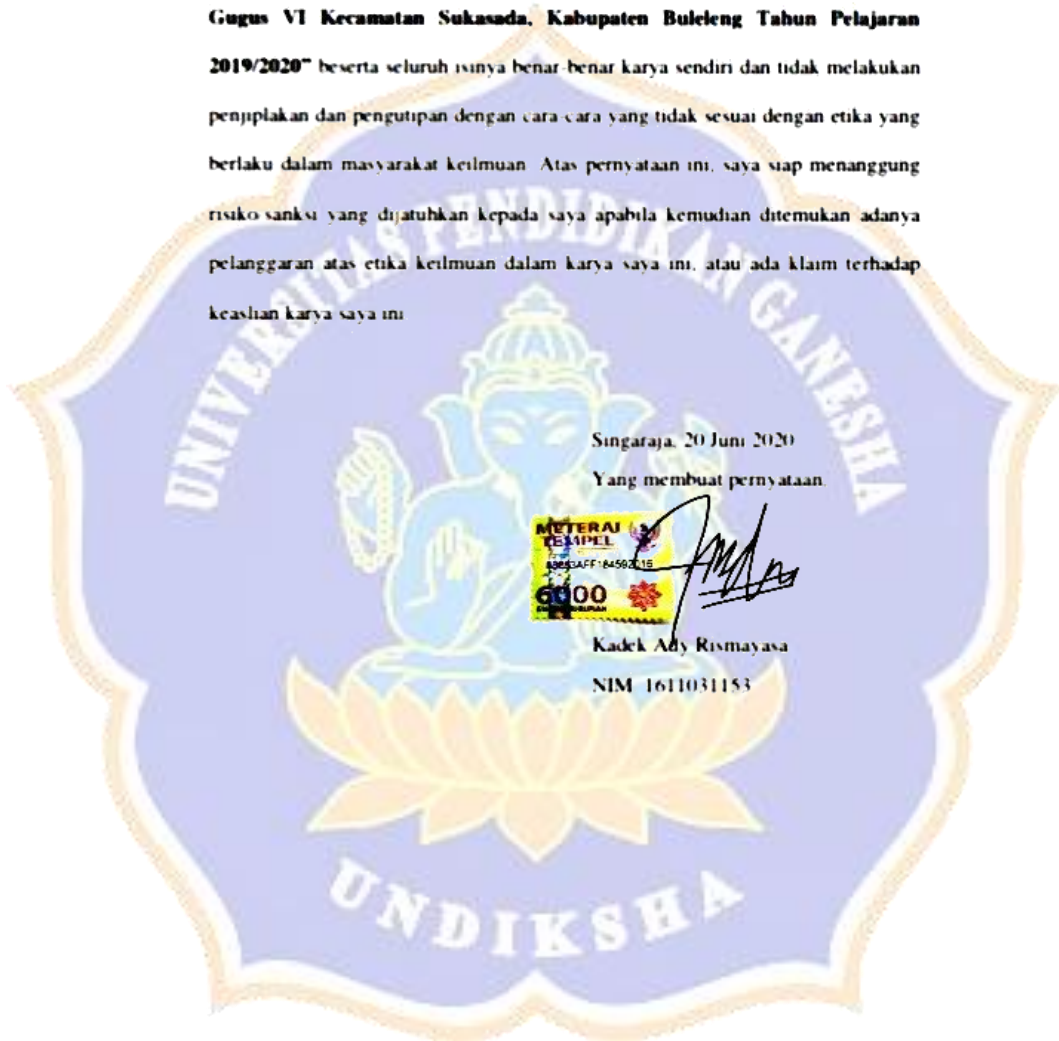 Gugus VI Kecamatan Sukasada, Kabupaten Buleleng Tahun Pelajaran
2019/2020" beserta seluruh isinya benar-benar karya sendiri dan tidak melakukan
penjiplakan dan pengutipan dengan cara-cara yang tidak sesuai dengan etika yang
berlaku dalam masyarakat keilmuan. Atas pernyataan ini, saya siap menanggung
risiko/sanksi yang dijatuhkan kepada saya apabila kemudian ditemukan adanya
pelanggaran atas etika keilmuan dalam karya saya ini, atau ada klaim terhadap
keaslian karya saya ini
UNIVERSITAS PENDIDIKAN GANESHA
Singaraja, 20 Juni 2020
Yang membuat pernyataan,
METERAI
TEMPEL
6000
Kadek Ady Rismayasa
NIM 1611031153
UNDIKSHA